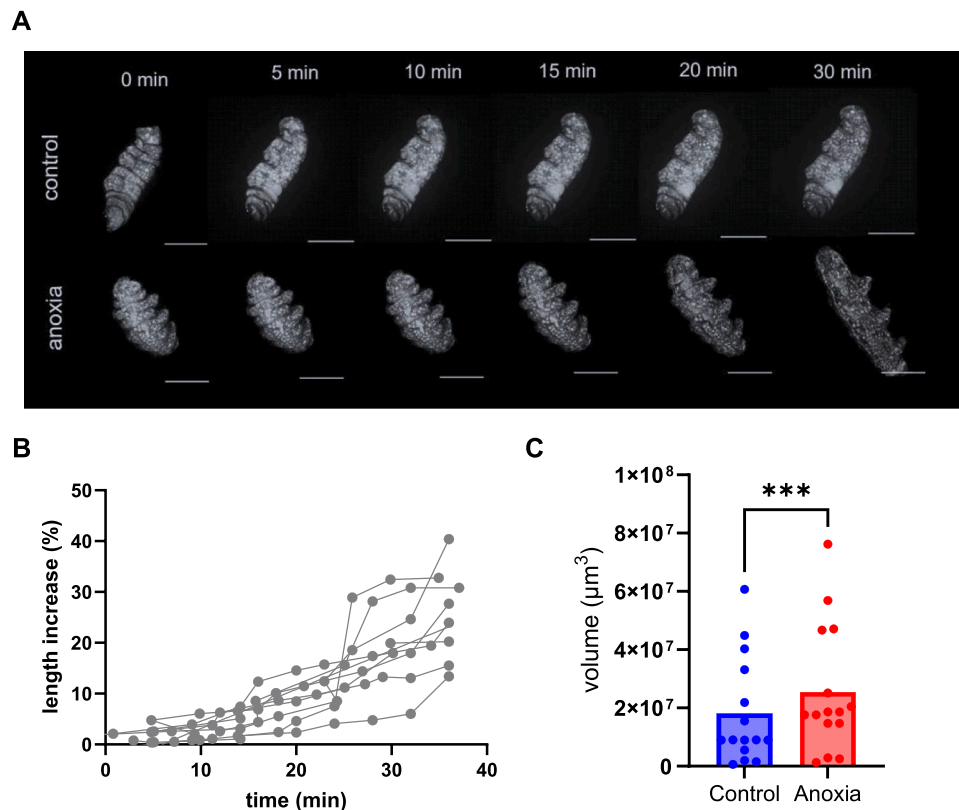 A
0 min 5 min 10 min 15 min 20 min 30 min
control
anoxia
B
length increase (%)
50
40
30
20
10
0
0 10 20 30 40
time (min)
C
volume (µm³)
1×10⁸
8×10⁷
6×10⁷
4×10⁷
2×10⁷
0
***
Control Anoxia